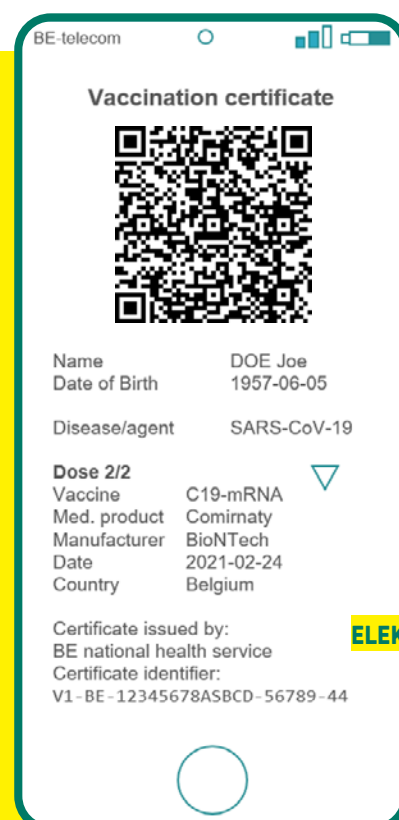 BE-telecom
Vaccination certificate
Name DOE Joe
Date of Birth 1957-06-05
Disease/agent SARS-CoV-19
Dose 2/2
Vaccine C19-mRNA
Med. product Comirnaty
Manufacturer BioNTech
Date 2021-02-24
Country Belgium
Certificate issued by:
BE national health service
Certificate identifier:
V1-BE-12345678ASBCD-56789-44
ELEK